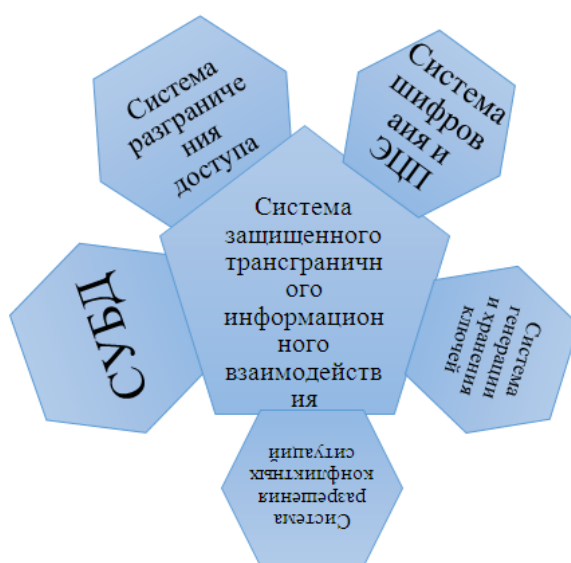 Система
разграниче
ния
доступа
Система
шифров
аия и
ЭЦП
Система
защищенного
трансграничн
ого
информацион
ного
взаимодейств
ия
СУБД
Система
генерации
и хранения
ключей
Система
разрешения
конфликтных
ситуаций